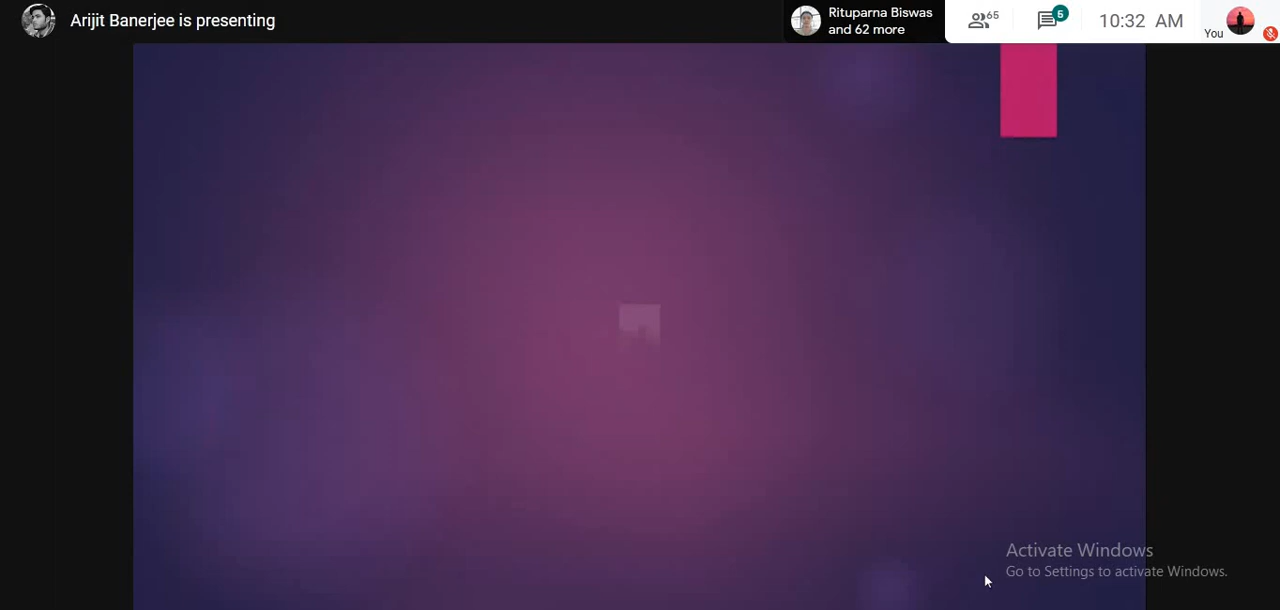 Arijit Banerjee is presenting
Rituparna Biswas
and 62 more
65
5
10:32 AM
You
Activate Windows
Go to Settings to activate Windows.